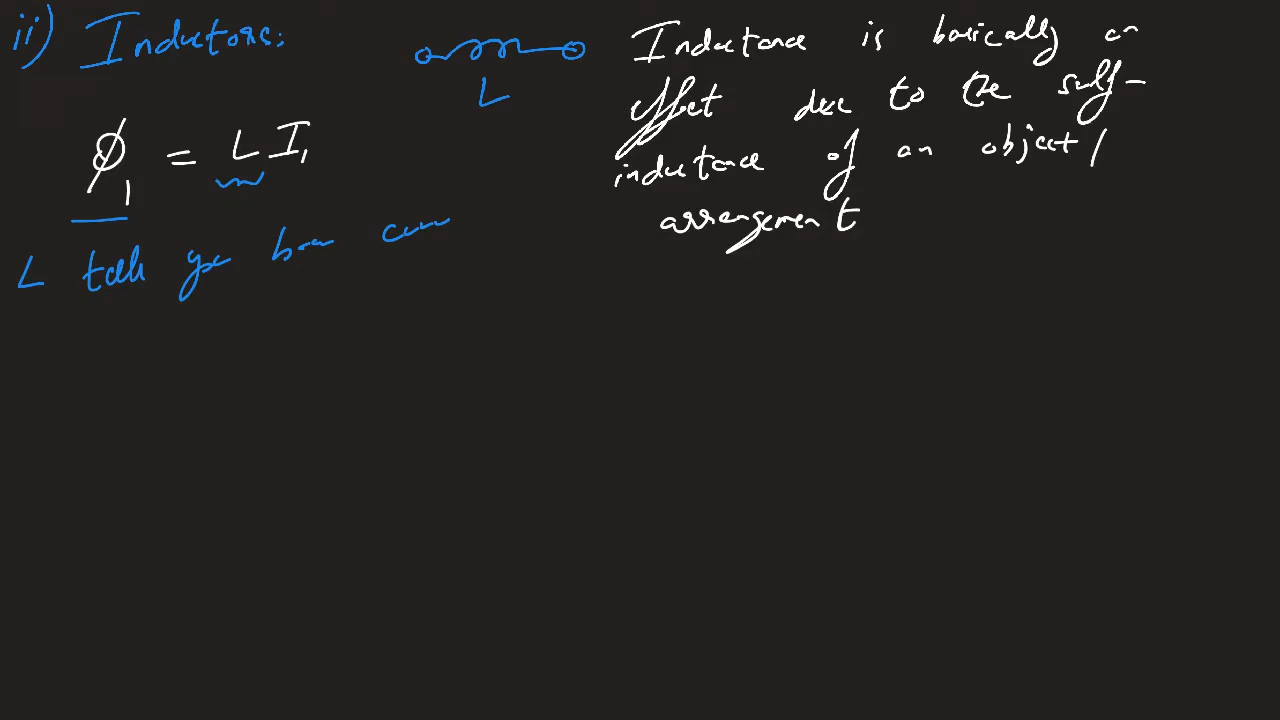 ii) Inductors:
L
ϕ₁ = L I₁
L tells you how
Inductance is basically an
effect due to the self-
inductance of an object/
arrangement